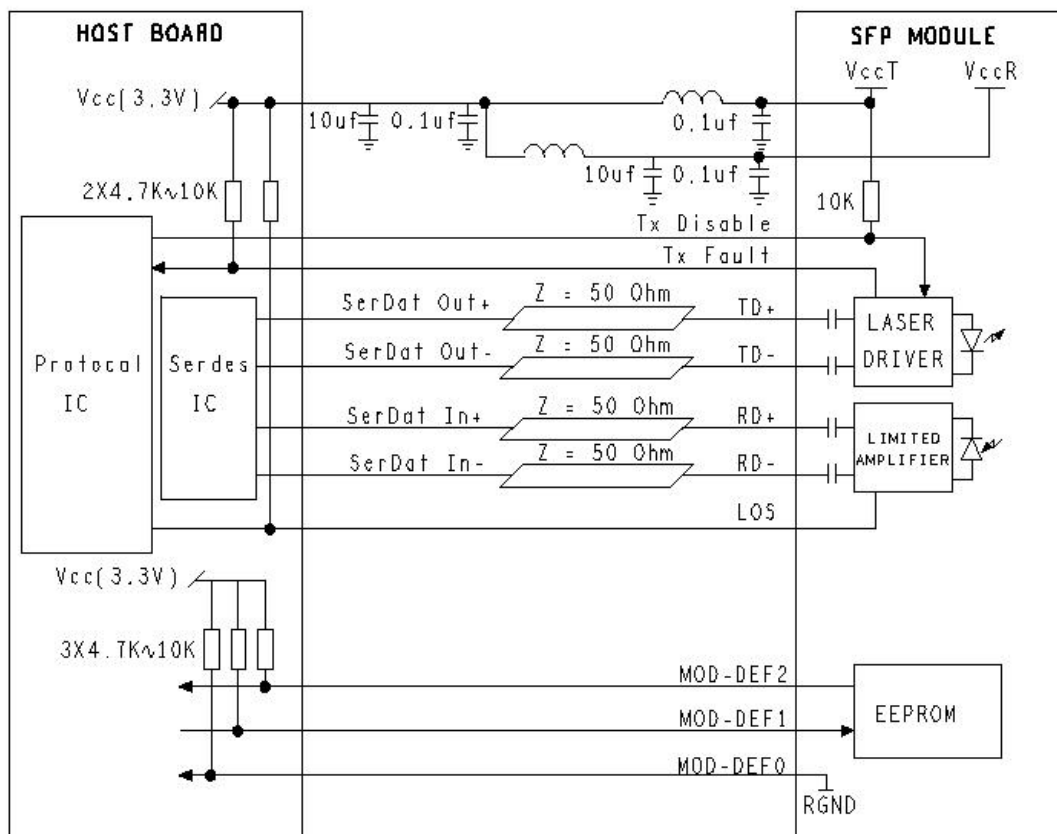 HOST BOARD
SFP MODULE
VccT
VccR
Vcc(3.3V)
10uf
0.1uf
0.1uf
10uf
0.1uf
2X4.7K∿10K
10K
Tx Disable
Tx Fault
SerDat Out+
Z = 50 Ohm
TD+
SerDat Out-
Z = 50 Ohm
TD-
LASER
DRIVER
Protocal
IC
Serdes
IC
SerDat In+
Z = 50 Ohm
RD+
SerDat In-
Z = 50 Ohm
RD-
LIMITED
AMPLIFIER
LOS
Vcc(3.3V)
3X4.7K∿10K
MOD-DEF2
MOD-DEF1
MOD-DEF0
EEPROM
RGND